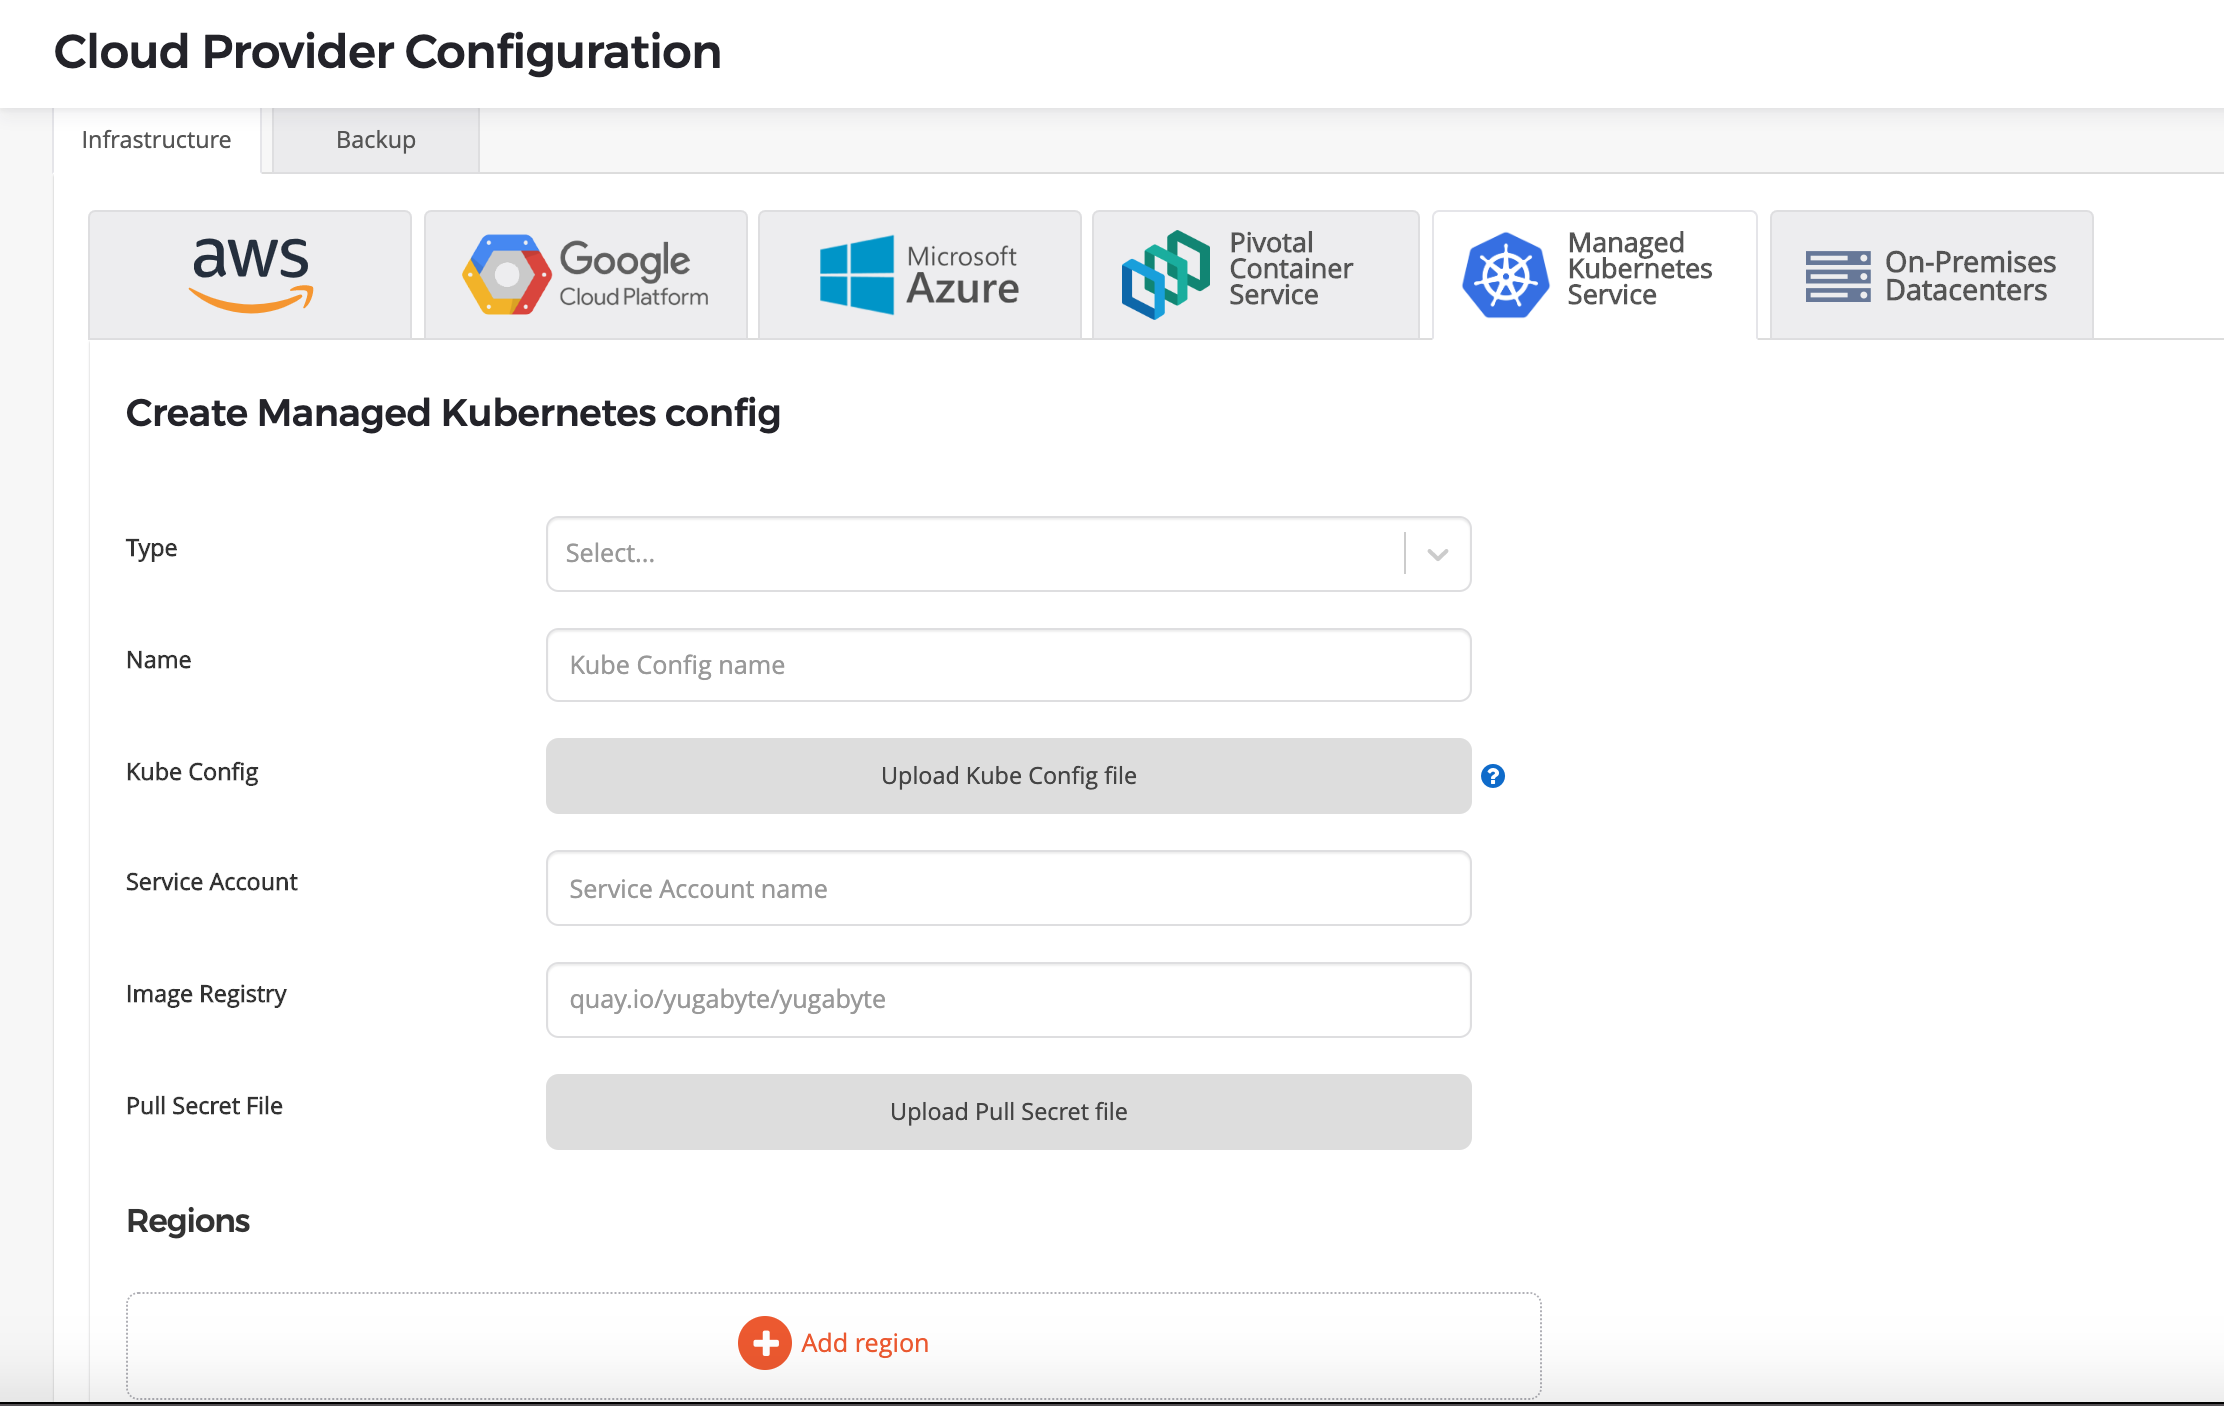 Cloud Provider Configuration
Infrastructure
Backup
aws
Google
Cloud Platform
Microsoft
Azure
Pivotal
Container
Service
Managed
Kubernetes
Service
On-Premises
Datacenters
Create Managed Kubernetes config
Type
Select...
Name
Kube Config name
Kube Config
Upload Kube Config file
?
Service Account
Service Account name
Image Registry
quay.io/yugabyte/yugabyte
Pull Secret File
Upload Pull Secret file
Regions
Add region